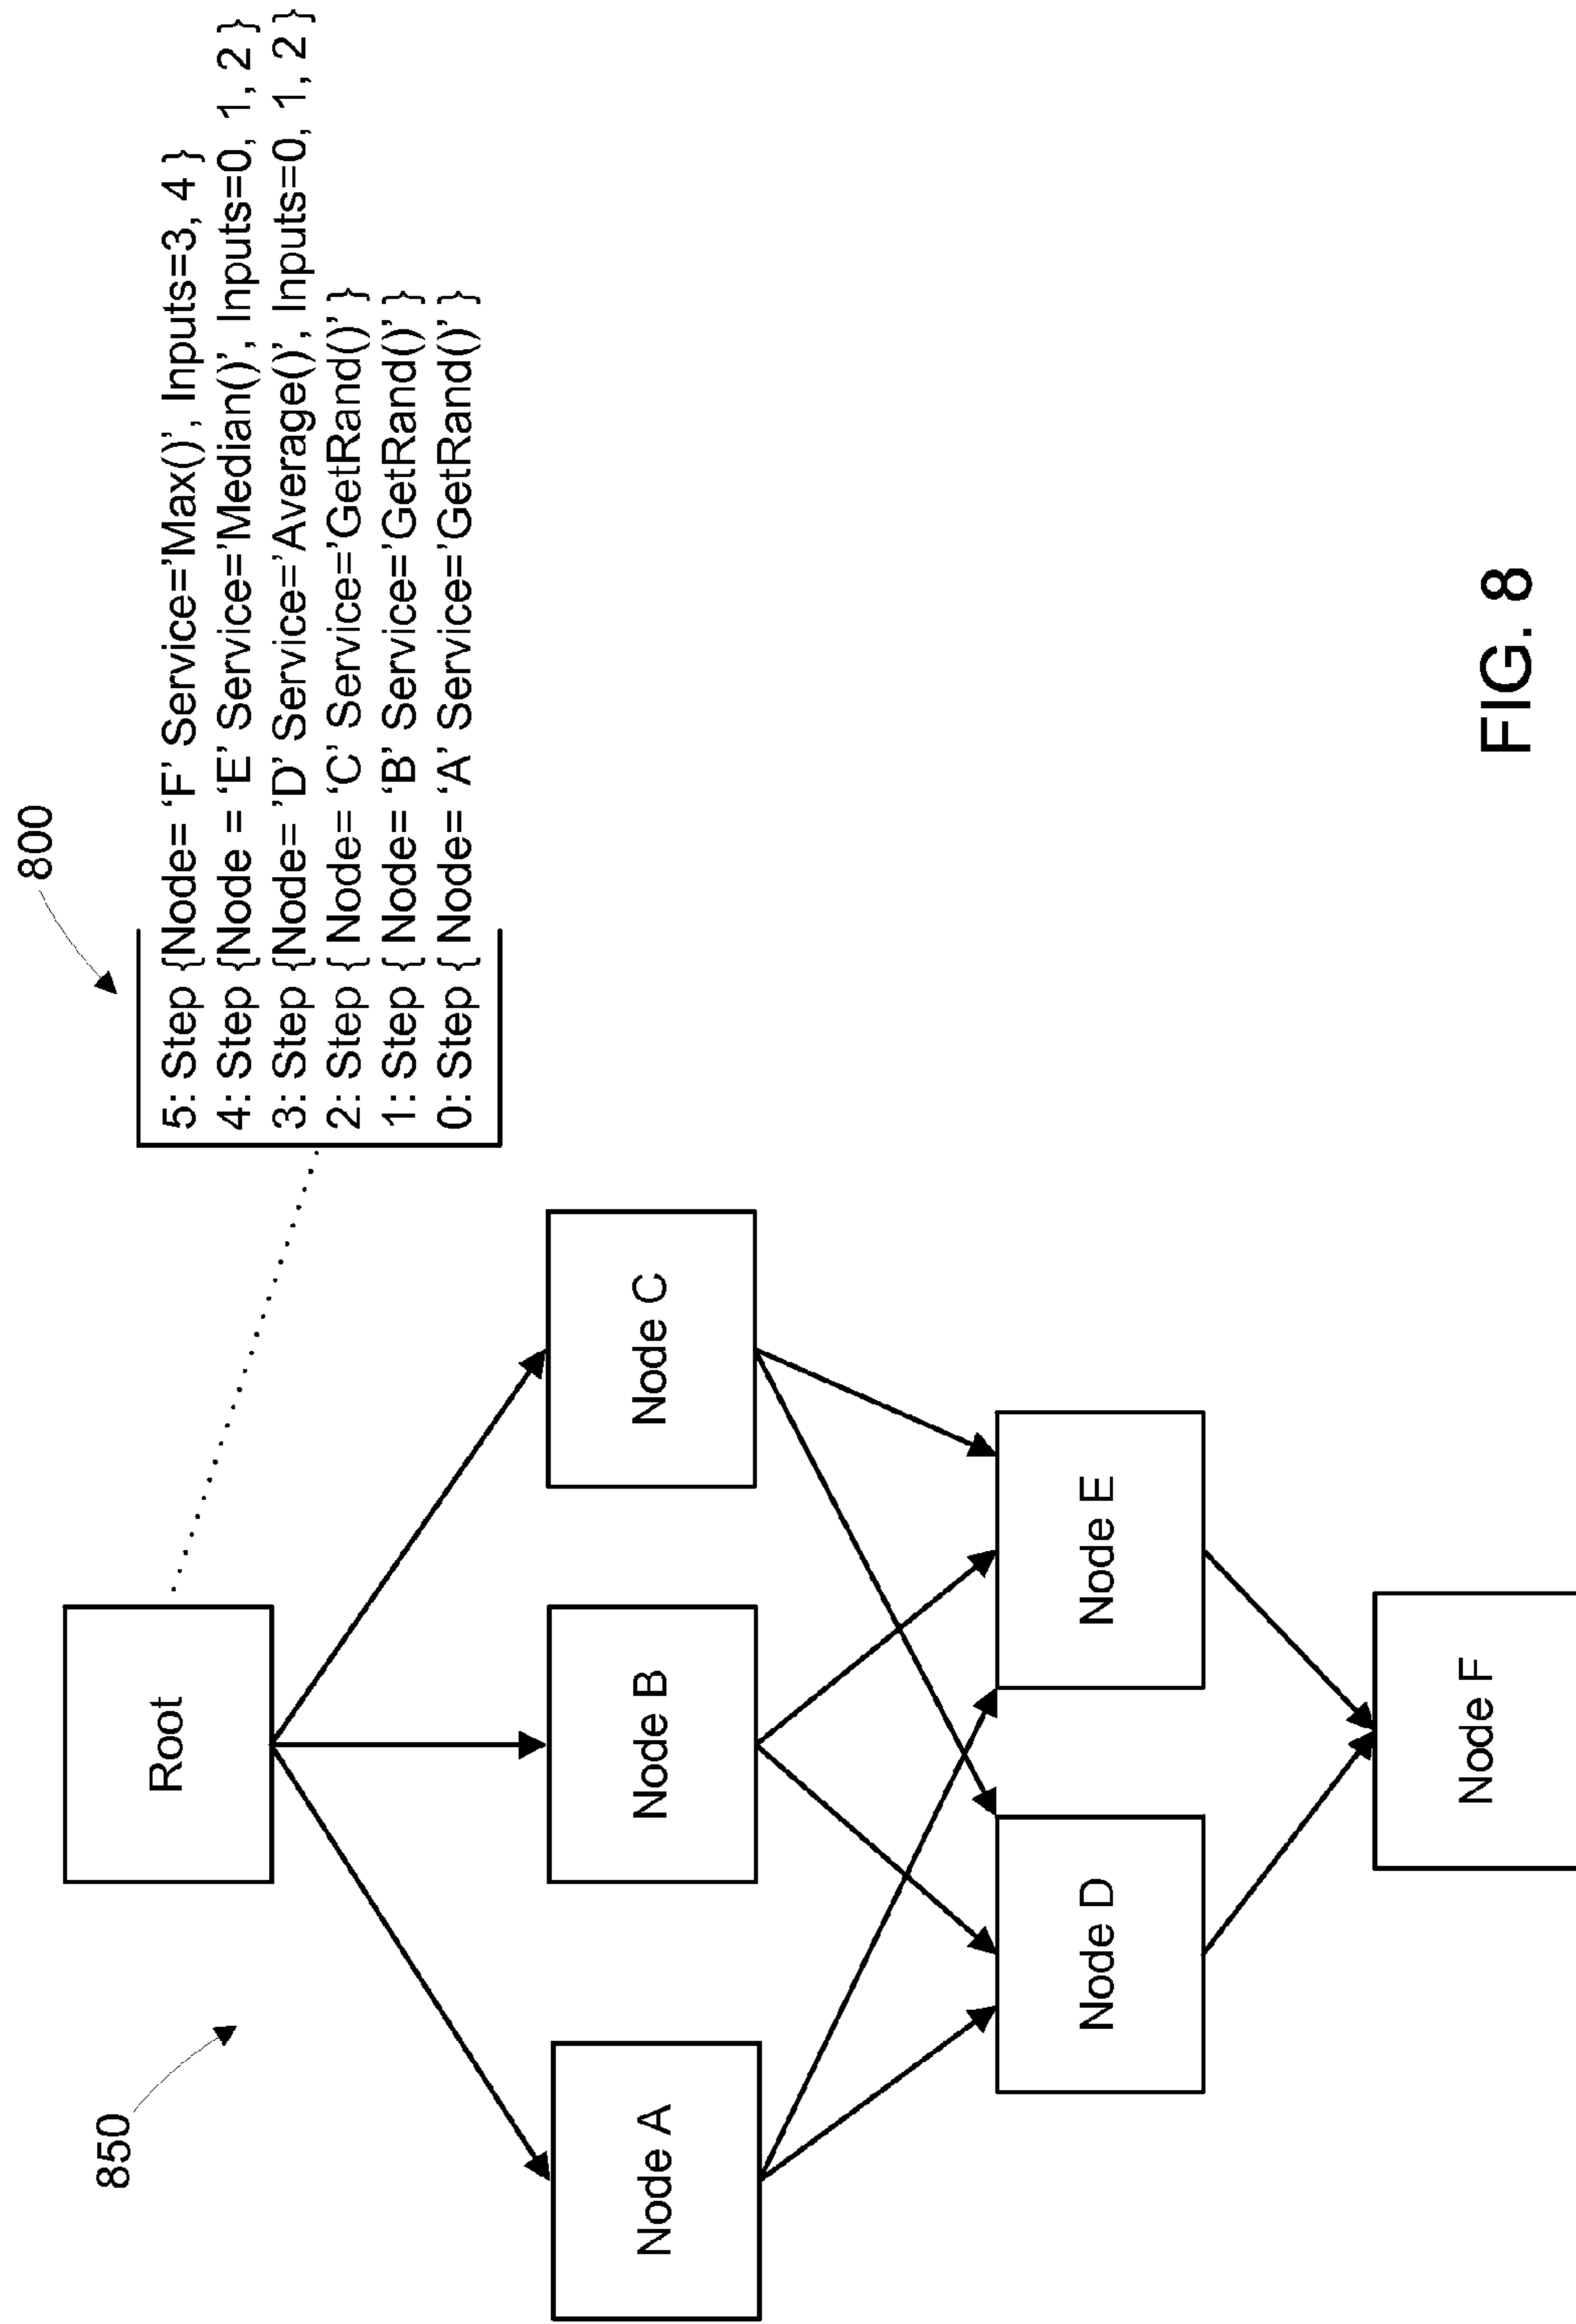 800
5: Step {Node= ‘F’ Service=’Max()’, Inputs=3, 4 }
4: Step {Node = ‘E’ Service=’Median()’, Inputs=0, 1, 2 }
3: Step {Node= ’D’ Service=’Average()’, Inputs=0, 1, 2 }
2: Step { Node= ‘C’ Service=’GetRand()’ }
1: Step { Node= ‘B’ Service=’GetRand()’ }
0: Step { Node= ‘A’ Service=’GetRand()’ }
850
Root
Node A
Node B
Node C
Node D
Node E
Node F
FIG. 8